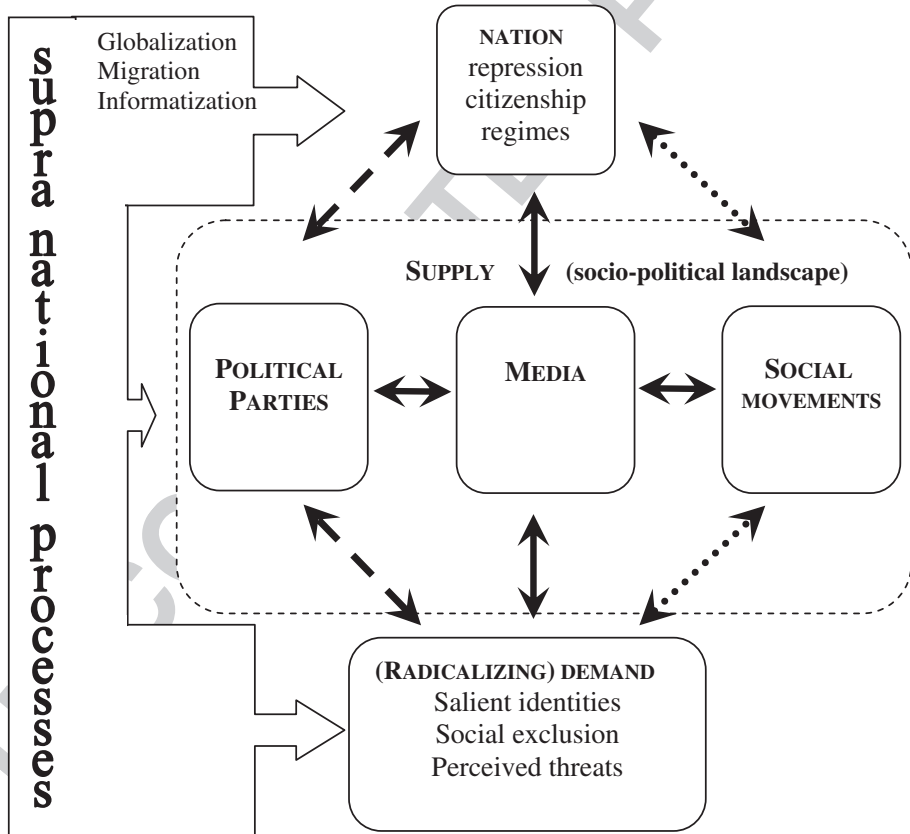 supra national processes
Globalization
Migration
Informatization
NATION
repression
citizenship
regimes
SUPPLY (socio-political landscape)
POLITICAL
PARTIES
MEDIA
SOCIAL
MOVEMENTS
(RADICALIZING) DEMAND
Salient identities
Social exclusion
Perceived threats